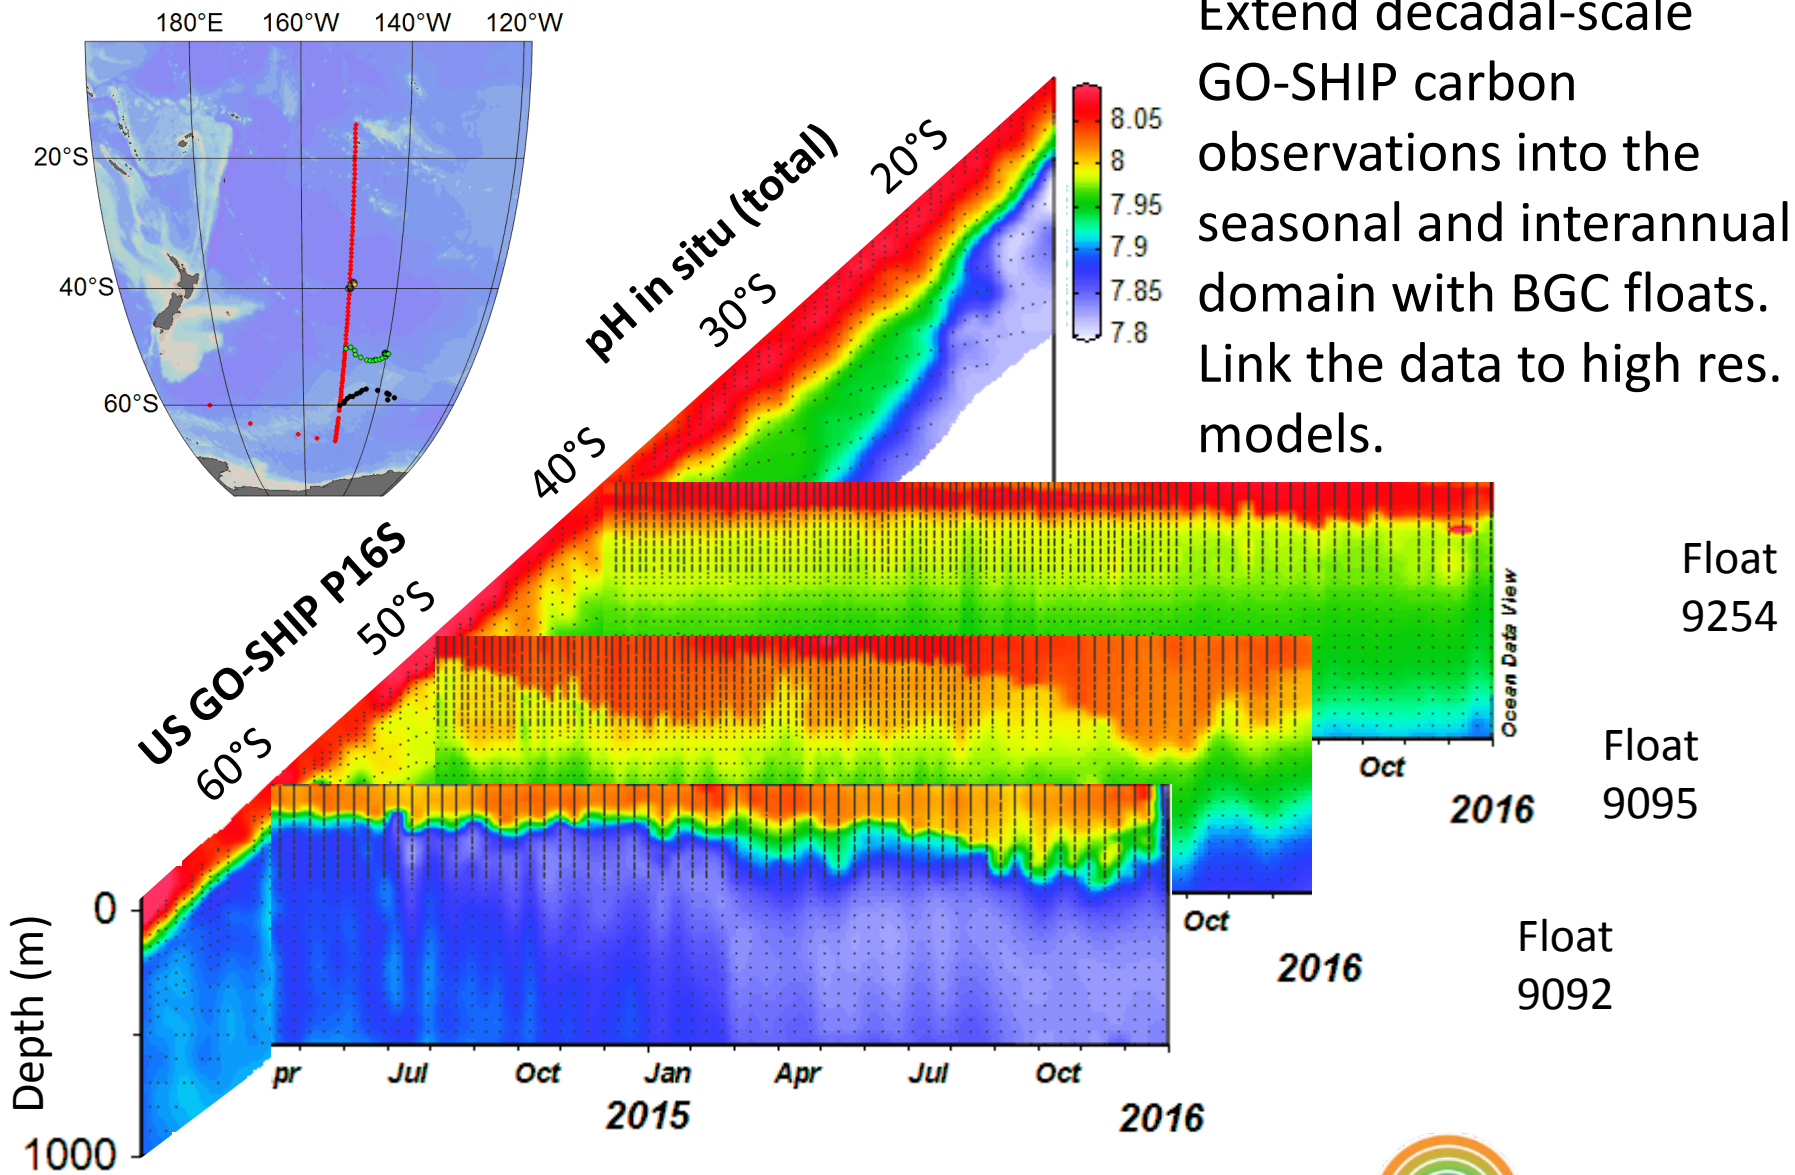 180°E 160°W 140°W 120°W
20°S
40°S
60°S
Extend decadal-scale
GO-SHIP carbon
observations into the
seasonal and interannual
domain with BGC floats.
Link the data to high res.
models.
8.05
8
7.95
7.9
7.85
7.8
pH in situ (total)
20°S
30°S
40°S
50°S
60°S
US GO-SHIP P16S
Float
9254
Ocean Data View
Oct
2016
Float
9095
Oct
2016
Float
9092
Depth (m)
0
1000
pr Jul Oct Jan Apr Jul Oct
2015 2016